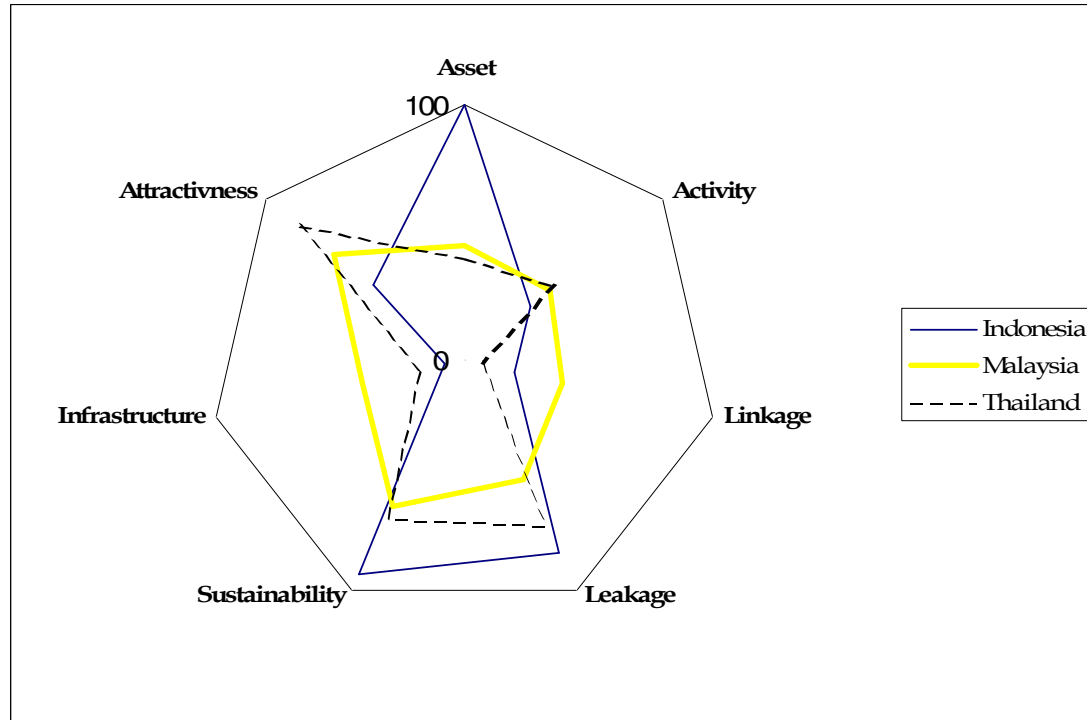 Asset
100
Attractivness
Activity
0
Indonesia
Malaysia
Thailand
Infrastructure
Linkage
Sustainability
Leakage